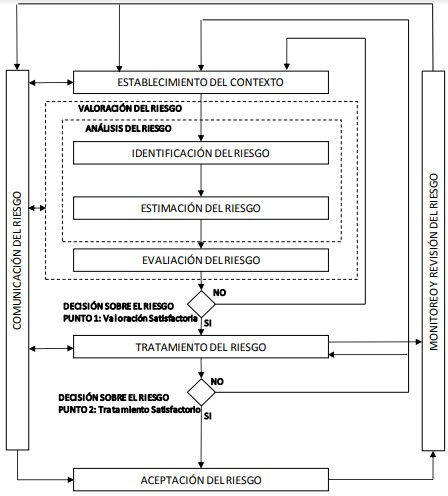 ESTABLECIMIENTO DEL CONTEXTO
VALORACIÓN DEL RIESGO
ANÁLISIS DEL RIESGO
IDENTIFICACIÓN DEL RIESGO
ESTIMACIÓN DEL RIESGO
EVALIACIÓN DEL RIESGO
NO
DECISIÓN SOBRE EL RIESGO
PUNTO 1: Valoración Satisfactoria
SI
TRATAMIENTO DEL RIESGO
NO
DECISIÓN SOBRE EL RIESGO
PUNTO 2: Tratamiento Satisfactorio
SI
ACEPTACIÓN DEL RIESGO
COMUNICACIÓN DEL RIESGO
MONITOREO Y REVISIÓN DEL RIESGO